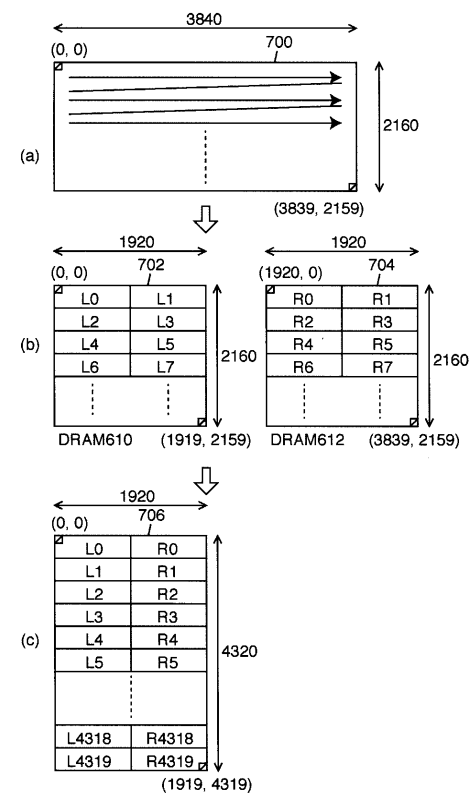 3840
(0, 0)
700
(a)
2160
(3839, 2159)
1920
1920
(0, 0)
702
(1920, 0)
704
(b)
L0 L1
L2 L3
L4 L5
L6 L7
2160
R0 R1
R2 R3
R4 R5
R6 R7
2160
DRAM610
(1919, 2159)
DRAM612
(3839, 2159)
1920
(0, 0)
706
(c)
L0 R0
L1 R1
L2 R2
L3 R3
L4 R4
L5 R5
4320
L4318 R4318
L4319 R4319
(1919, 4319)